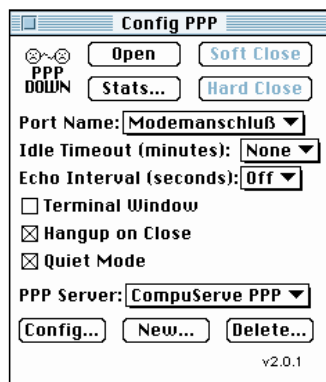 Config PPP
PPP
DOWN
Open
Soft Close
Stats...
Hard Close
Port Name: Modemanschluß
Idle Timeout (minutes): None
Echo Interval (seconds): Off
Terminal Window
Hangup on Close
Quiet Mode
PPP Server: CompuServe PPP
Config... New... Delete...
v2.0.1